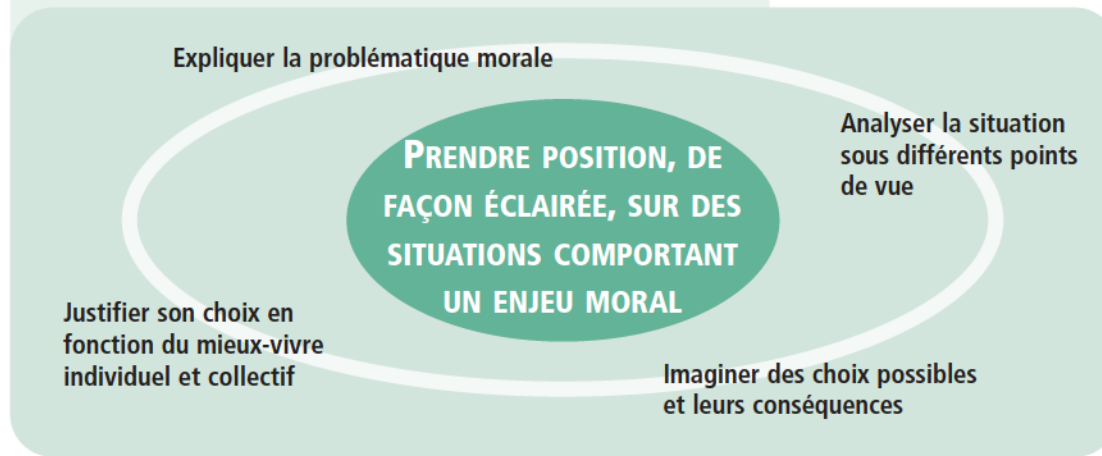 Expliquer la problématique morale
Analyser la situation
sous différents points
de vue
PRENDRE POSITION, DE
FAÇON ÉCLAIRÉE, SUR DES
SITUATIONS COMPORTANT
UN ENJEU MORAL
Justifier son choix en
fonction du mieux-vivre
individuel et collectif
Imaginer des choix possibles
et leurs conséquences